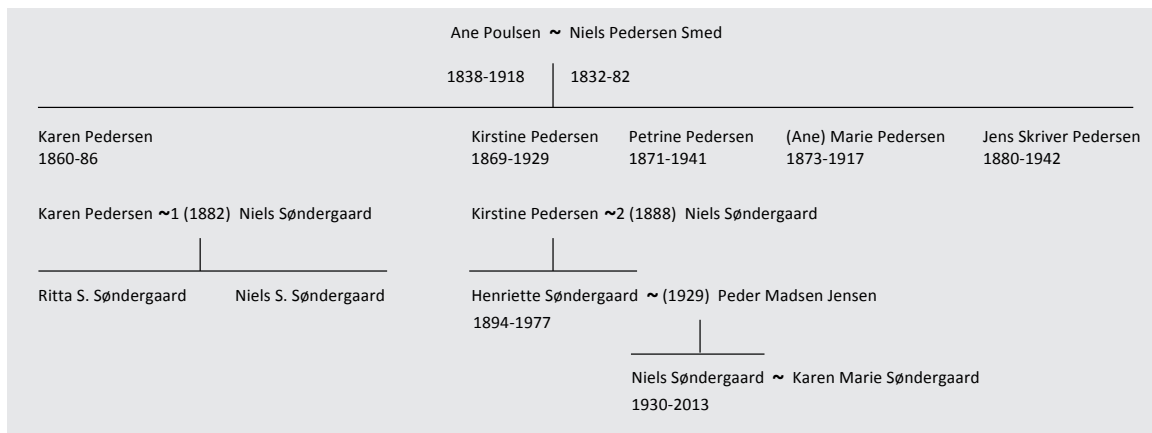 Ane Poulsen ~ Niels Pedersen Smed
1838-1918 1832-82
Karen Pedersen Kirstine Pedersen Petrine Pedersen (Ane) Marie Pedersen Jens Skriver Pedersen
1860-86 1869-1929 1871-1941 1873-1917 1880-1942
Karen Pedersen ~1 (1882) Niels Søndergaard Kirstine Pedersen ~2 (1888) Niels Søndergaard
Ritta S. Søndergaard Niels S. Søndergaard Henriette Søndergaard ~ (1929) Peder Madsen Jensen
1894-1977
Niels Søndergaard ~ Karen Marie Søndergaard
1930-2013